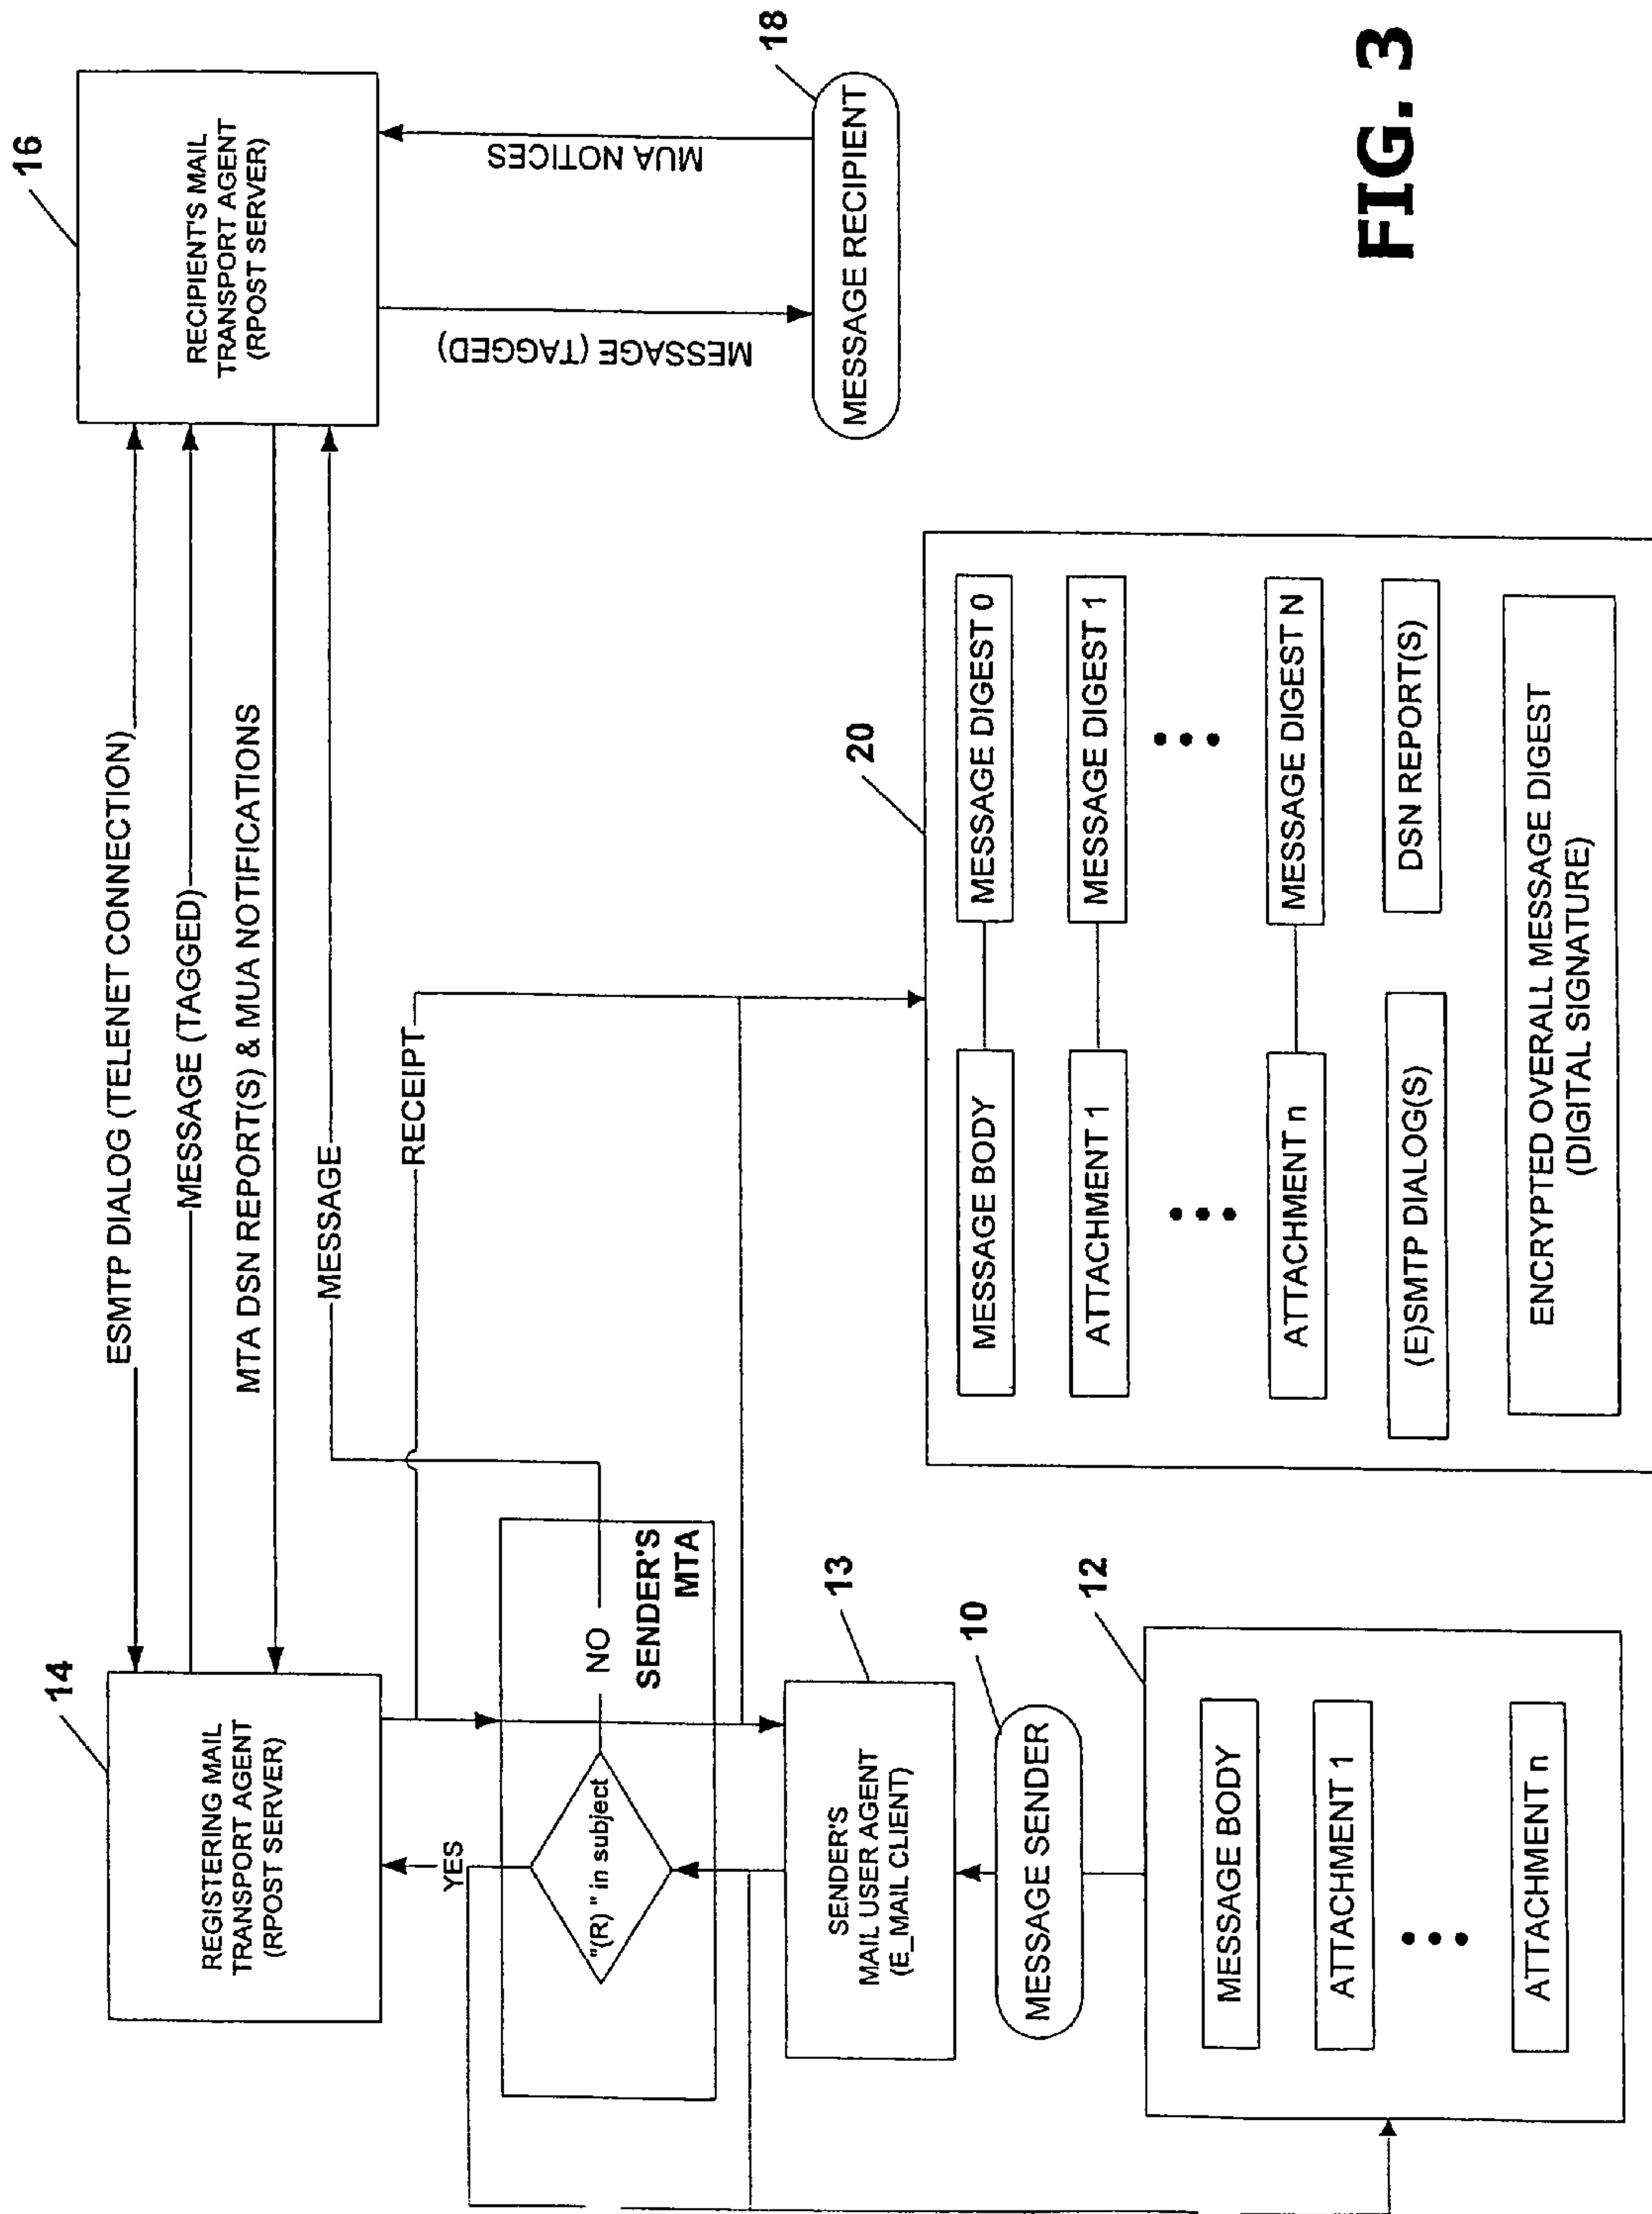 14
REGISTERING MAIL
TRANSPORT AGENT
(RPOST SERVER)
ESMTP DIALOG (TELENET CONNECTION)
MESSAGE (TAGGED)
MTA DSN REPORT(S) & MUA NOTIFICATIONS
MESSAGE
RECEIPT
16
RECIPIENT'S MAIL
TRANSPORT AGENT
(RPOST SERVER)
MESSAGE (TAGGED)
MUA NOTICES
18
MESSAGE RECIPIENT
YES
"(R) " in subject
NO
SENDER'S
MTA
13
SENDER'S
MAIL USER AGENT
(E_MAIL CLIENT)
10
MESSAGE SENDER
12
MESSAGE BODY
ATTACHMENT 1
ATTACHMENT n
20
MESSAGE BODY
MESSAGE DIGEST 0
ATTACHMENT 1
MESSAGE DIGEST 1
ATTACHMENT n
MESSAGE DIGEST N
(E)SMTP DIALOG(S)
DSN REPORT(S)
ENCRYPTED OVERALL MESSAGE DIGEST
(DIGITAL SIGNATURE)
FIG. 3